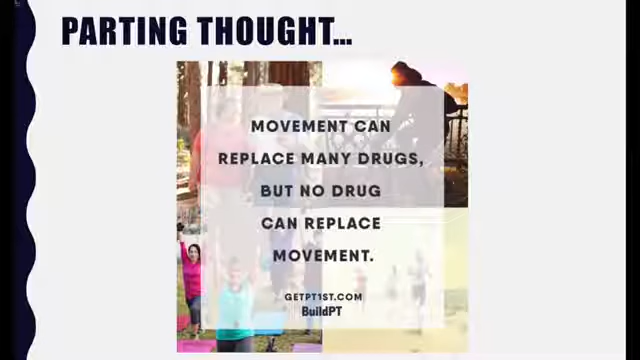 PARTING THOUGHT...
MOVEMENT CAN
REPLACE MANY DRUGS,
BUT NO DRUG
CAN REPLACE
MOVEMENT.
GETPT1ST.COM
BuildPT